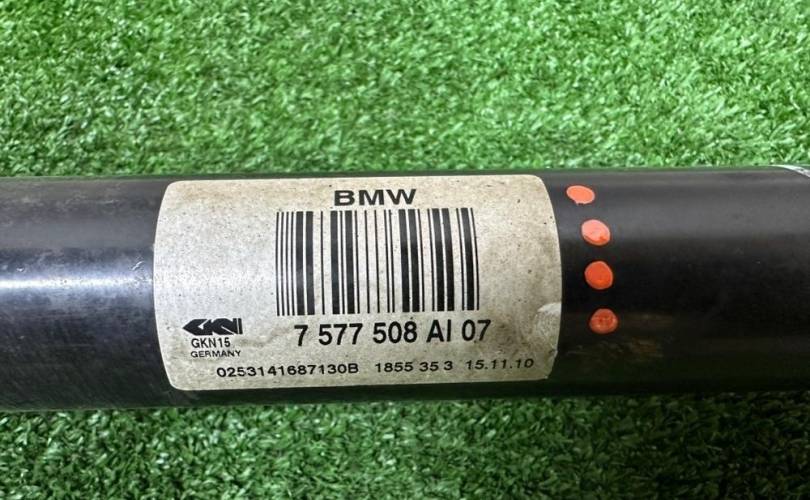 BMW
GKN
GKN15
7 577 508 AI 07
GERMANY
0253141687130B 1855 35 3 15.11.10